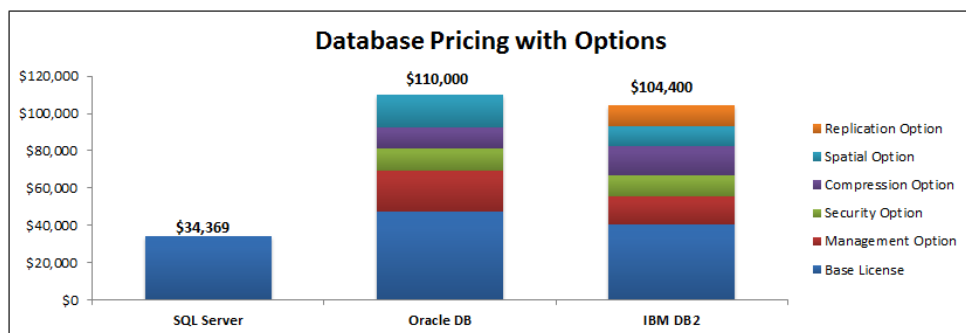 Database Pricing with Options
$120,000
$110,000
$104,400
$100,000
$80,000
$60,000
$40,000
$34,369
$20,000
$0
SQL Server
Oracle DB
IBM DB2
Replication Option
Spatial Option
Compression Option
Security Option
Management Option
Base License